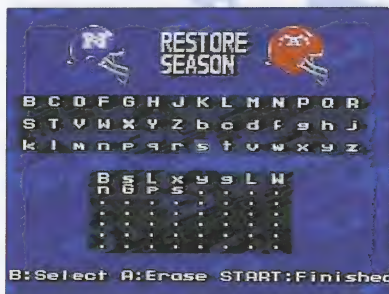 N
A
RESTORE
SEASON
B C D F G H J K L M N P Q R
S T V W X Y Z b c d f g h j
k l m n p q r s t v w x y z
B s L x y g L W
n G P s . . . .
. . . . . . . .
. . . . . . . .
. . . . . . . .
. . . . . . . .
B:Select A:Erase START:Finished